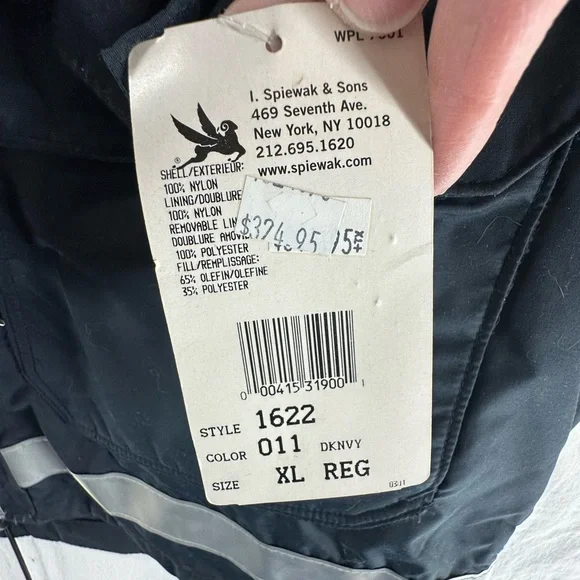 WPL
I. Spiewak & Sons
469 Seventh Ave.
New York, NY 10018
212.695.1620
www.spiewak.com
®
SHELL/EXTERIEUR:
100% NYLON
LINING/DOUBLURE
100% NYLON
REMOVABLE
DOUBLURE
100% POLYESTER
FILL/REMPLISSAGE:
65% OLEFIN/OLEFINE
35% POLYESTER
$324.95
0 00415 31900 1
STYLE 1622
COLOR 011 DKNVY
SIZE XL REG